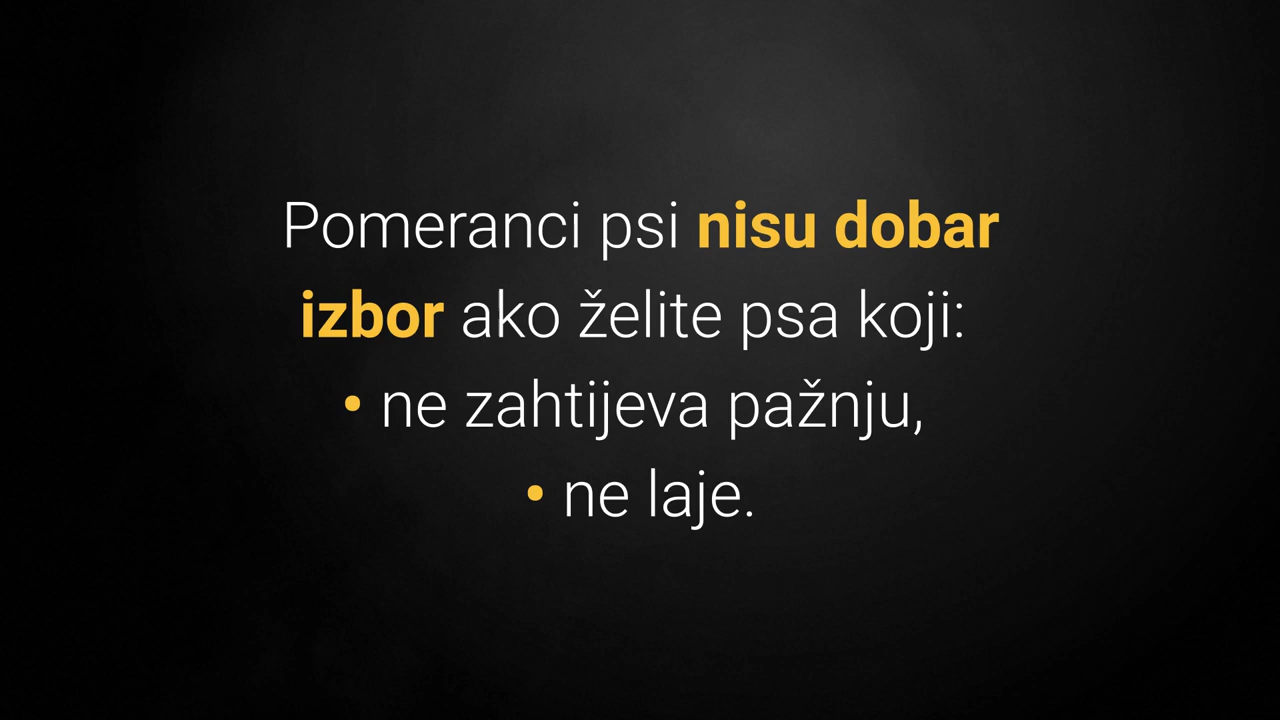 Pomeranci psi nisu dobar
izbor ako želite psa koji:
• ne zahtijeva pažnju,
• ne laje.